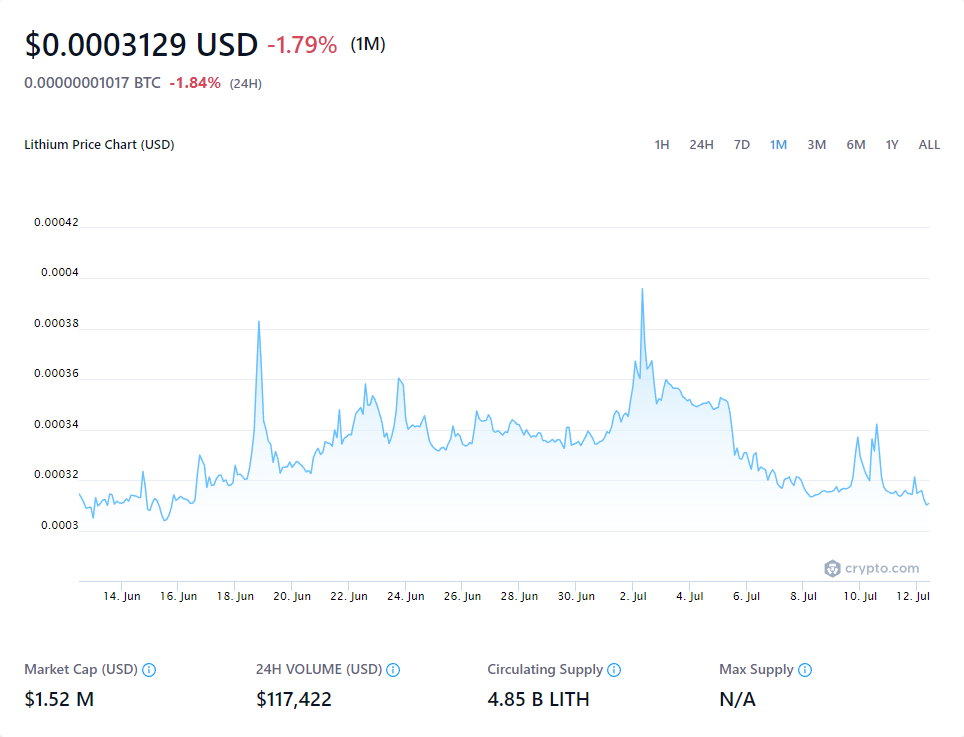 $0.0003129 USD -1.79% (1M)
0.00000001017 BTC -1.84% (24H)
Lithium Price Chart (USD) 1H 24H 7D 1M 3M 6M 1Y ALL
0.00042
0.0004
0.00038
0.00036
0.00034
0.00032
0.0003
crypto.com
14. Jun 16. Jun 18. Jun 20. Jun 22. Jun 24. Jun 26. Jun 28. Jun 30. Jun 2. Jul 4. Jul 6. Jul 8. Jul 10. Jul 12. Jul
Market Cap (USD) 24H VOLUME (USD) Circulating Supply Max Supply
$1.52 M $117,422 4.85 B LITH N/A